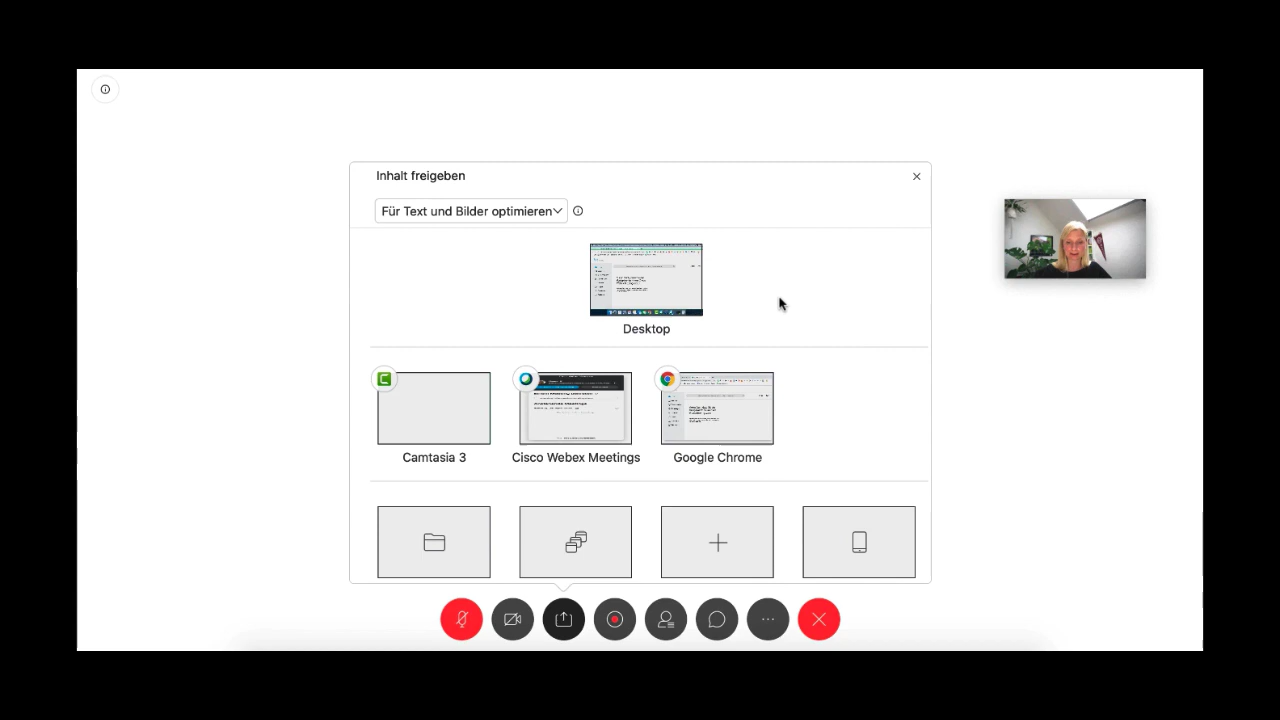 Inhalt freigeben
Für Text und Bilder optimieren
Desktop
Camtasia 3
Cisco Webex Meetings
Google Chrome